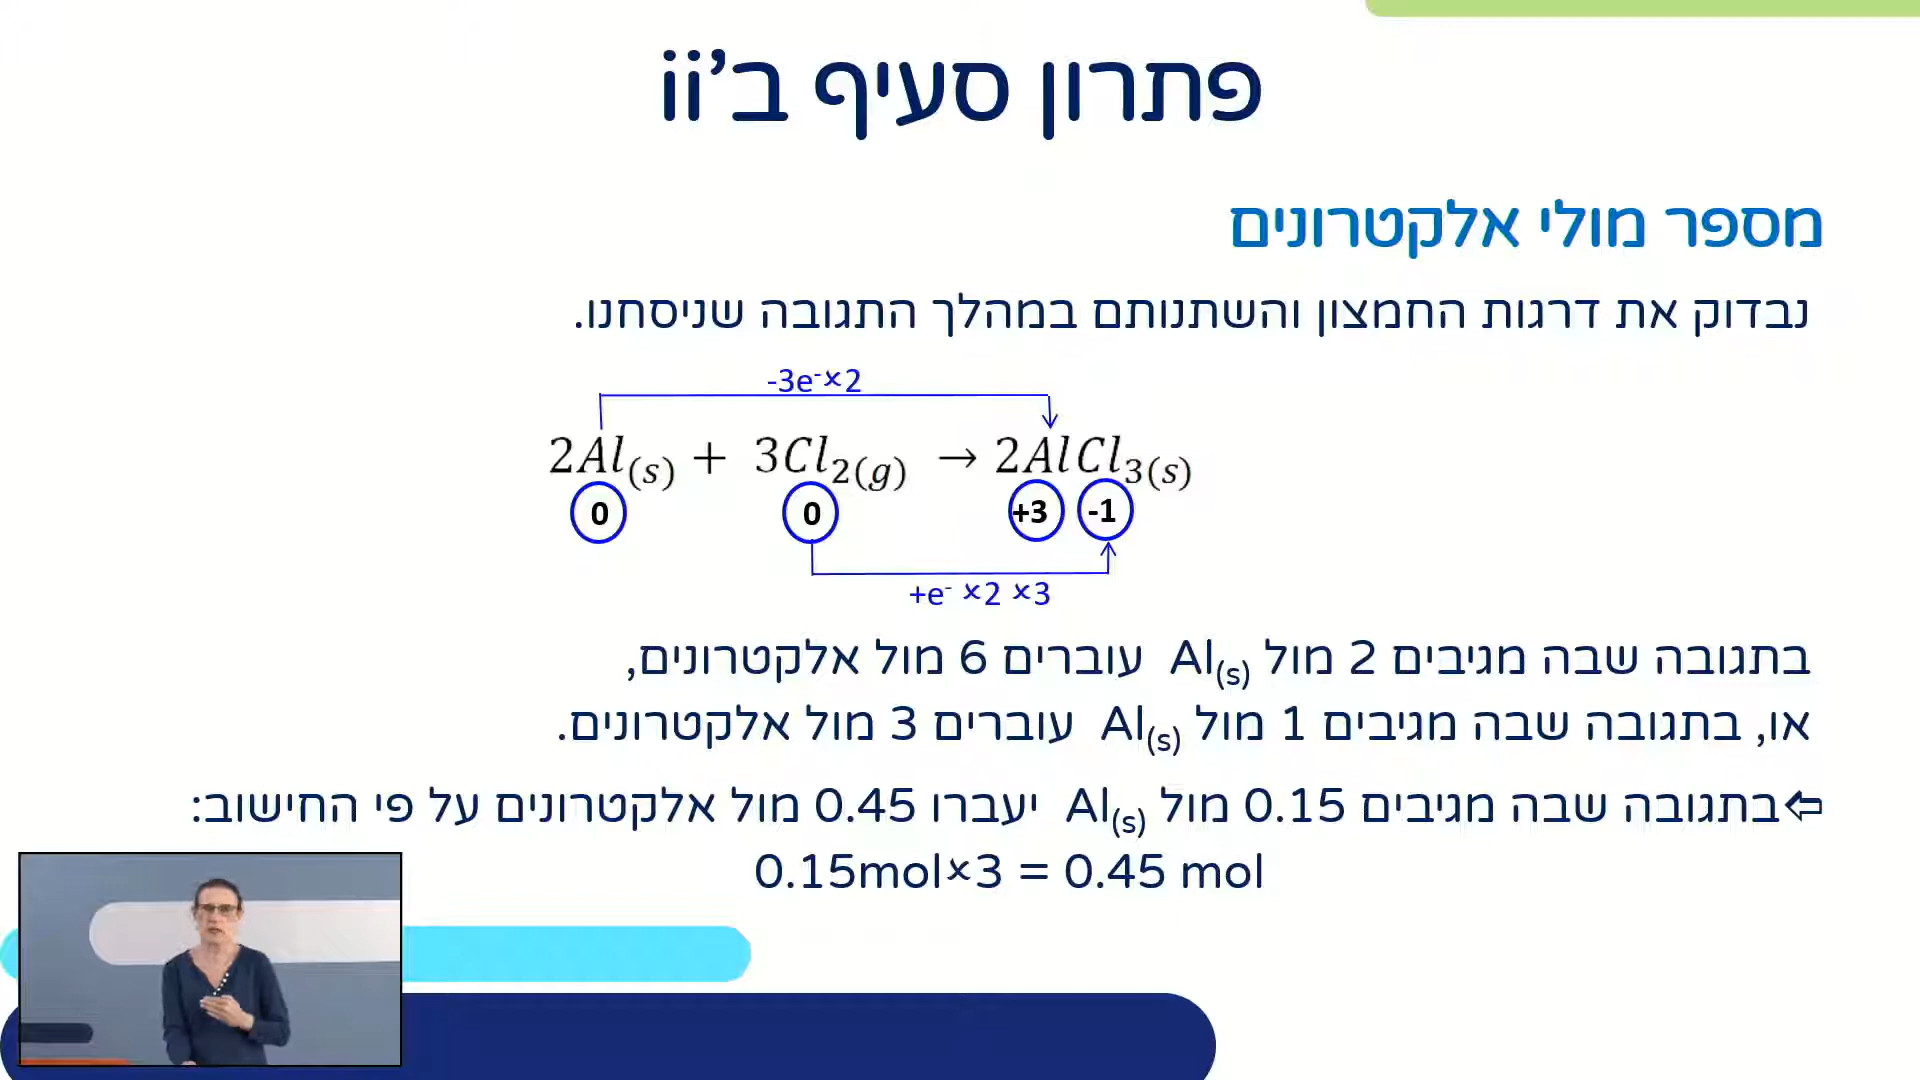 פתרון סעיף ב'ii
מספר מולי אלקטרונים
נבדוק את דרגות החמצון והשתנותם במהלך התגובה שניסחנו.
-3e⁻×2
2Al(s) + 3Cl₂(g) → 2AlCl₃(s)
0 0 +3 -1
+e⁻ ×2 ×3
בתגובה שבה מגיבים 2 מול Al(s) עוברים 6 מול אלקטרונים,
או, בתגובה שבה מגיבים 1 מול Al(s) עוברים 3 מול אלקטרונים.
⇦בתגובה שבה מגיבים 0.15 מול Al(s) יעברו 0.45 מול אלקטרונים על פי החישוב:
0.15mol×3 = 0.45 mol